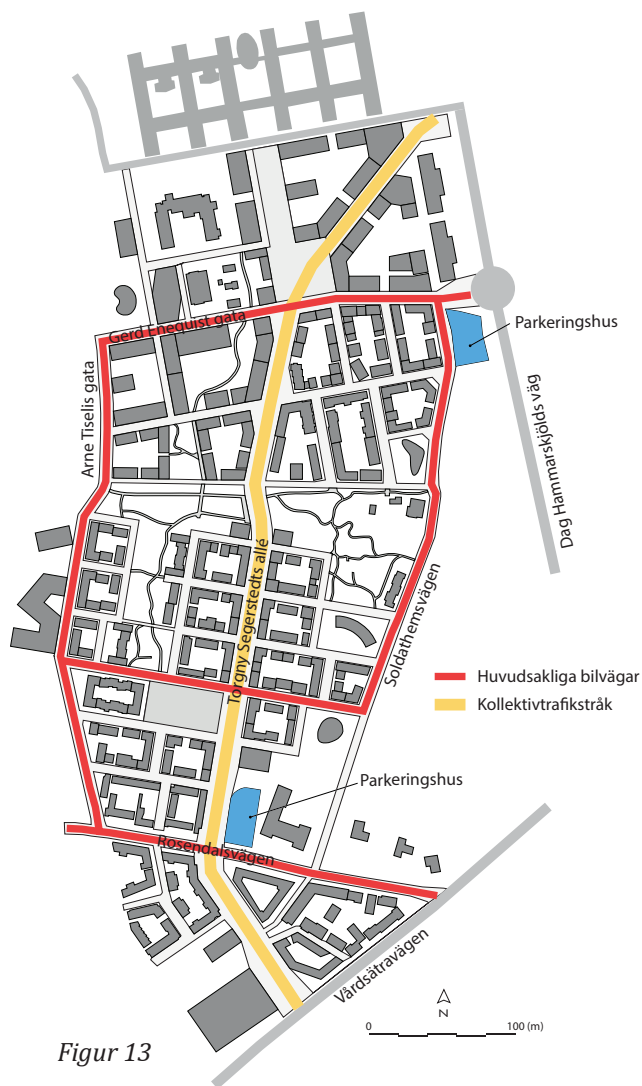 Gerd Enequist gata
Parkeringshus
Arne Tiselis gata
Dag Hammarskjölds väg
Torgny Segerstedts allé
Soldathemsvägen
Huvudsakliga bilvägar
Kollektivtrafikstråk
Parkeringshus
Rosendalsvägen
Vårdsätravägen
N
0 100 (m)
Figur 13